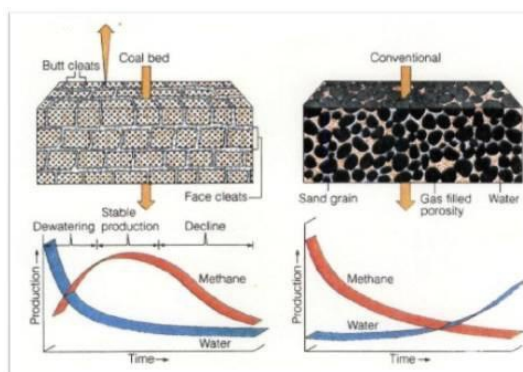 Butt cleats
Coal bed
Face cleats
Conventional
Sand grain
Gas filled
porosity
Water
Dewatering
Stable
production
Decline
Production→
Methane
Water
Time→
Production→
Methane
Water
Time→